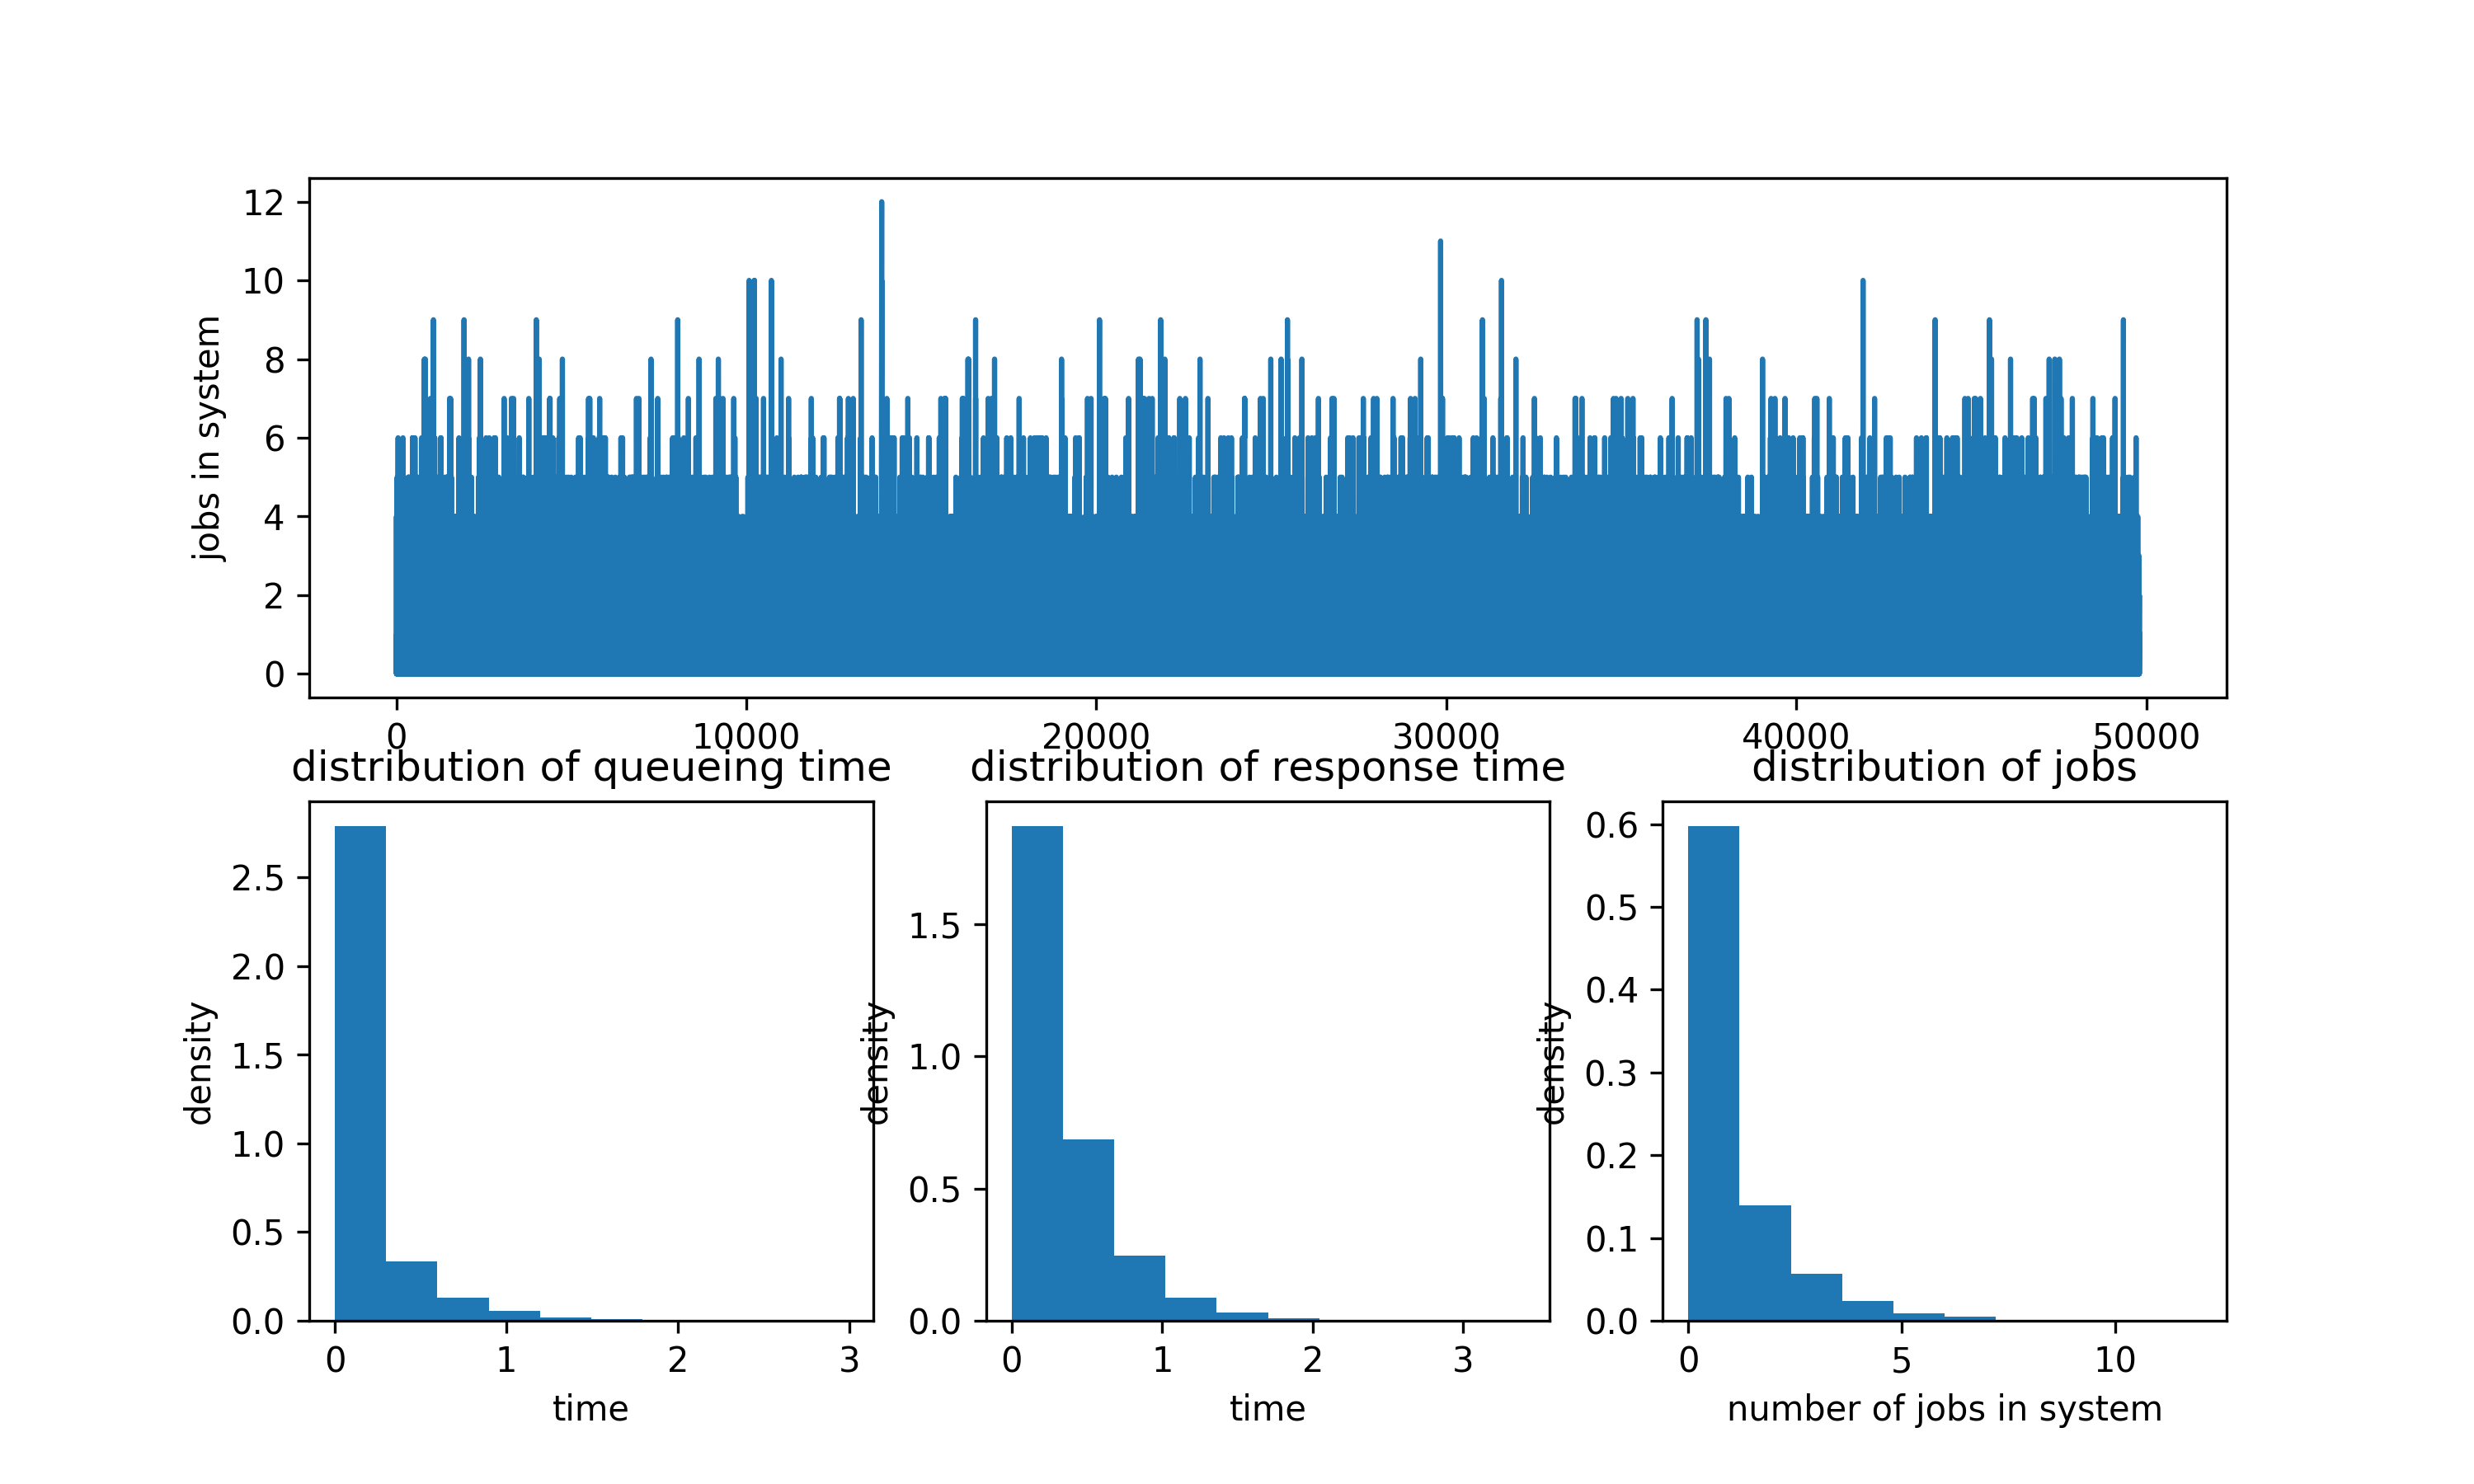 12
10
8
6
4
2
0
jobs in system
0 10000 20000 30000 40000 50000
distribution of queueing time
2.5
2.0
1.5
1.0
0.5
0.0
density
0 1 2 3
time
distribution of response time
1.5
1.0
0.5
0.0
density
0 1 2 3
time
distribution of jobs
0.6
0.5
0.4
0.3
0.2
0.1
0.0
density
0 5 10
number of jobs in system